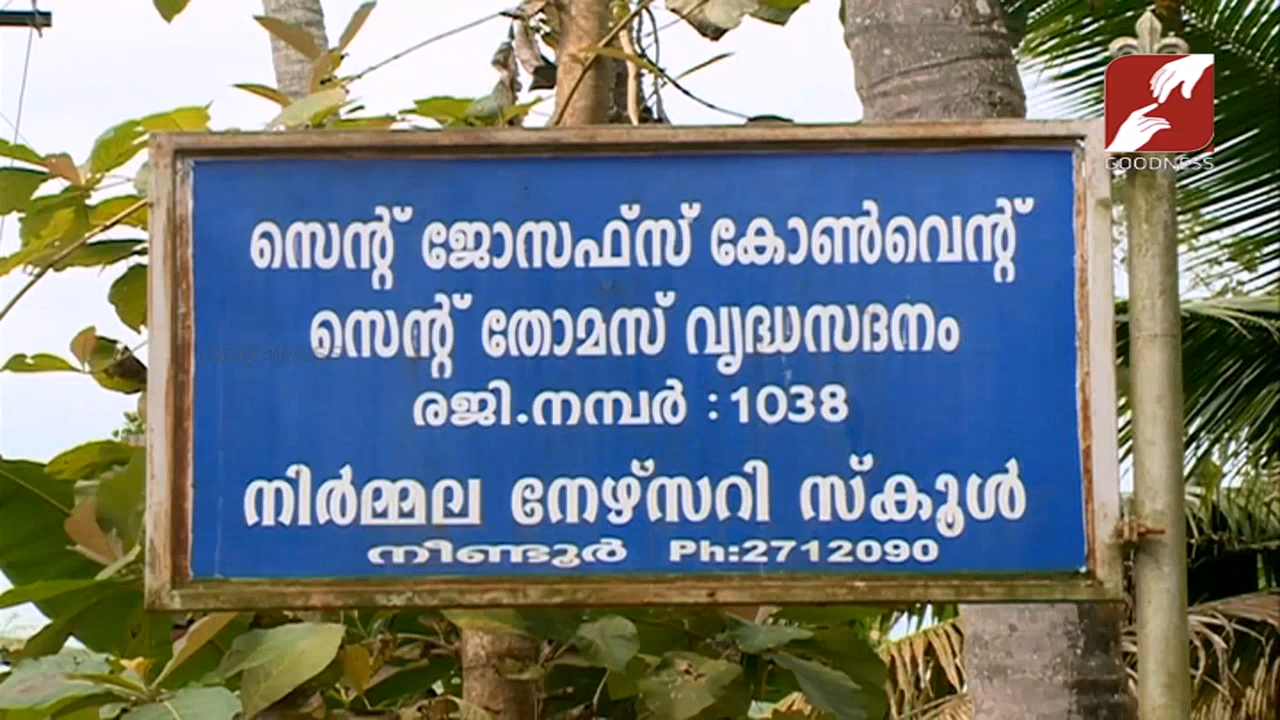 GOODNESS
സെന്റ് ജോസഫ്സ് കോൺവെന്റ്
സെന്റ് തോമസ് വൃദ്ധസദനം
രജി.നമ്പർ : 1038
നിർമ്മല നേഴ്സറി സ്കൂൾ
നീണ്ടൂർ Ph:2712090